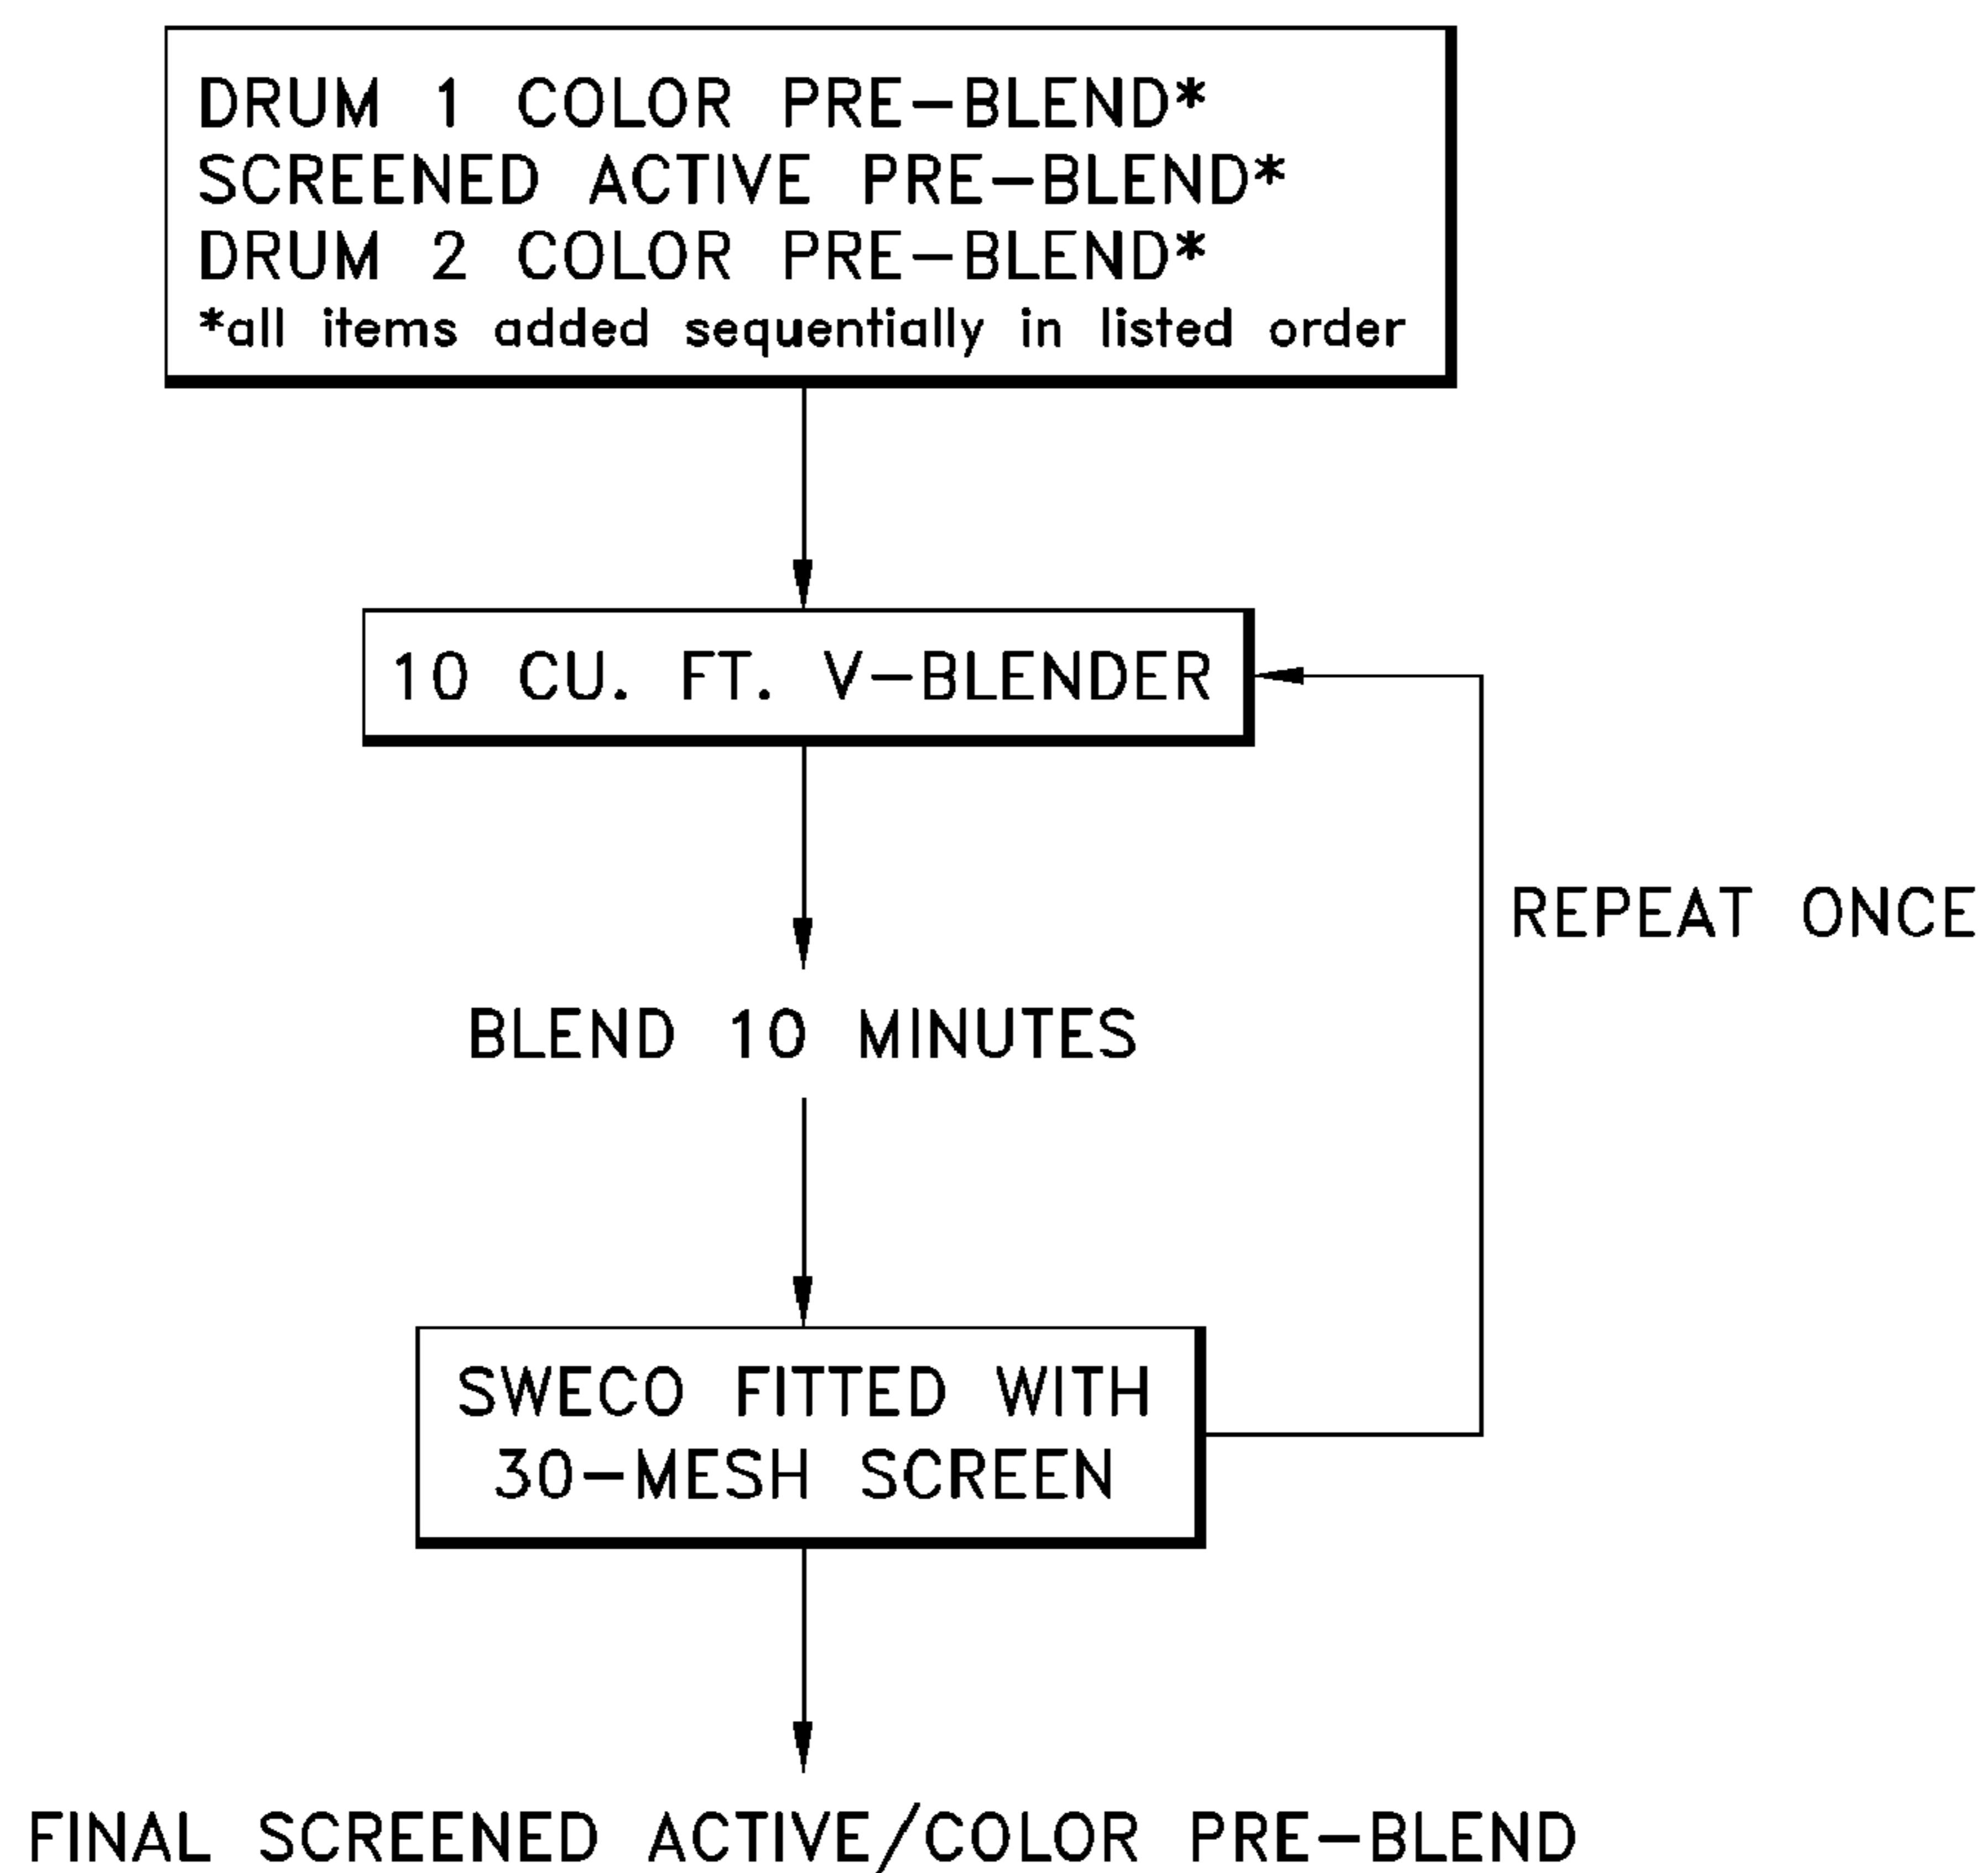 DRUM 1 COLOR PRE-BLEND*
SCREENED ACTIVE PRE-BLEND*
DRUM 2 COLOR PRE-BLEND*
*all items added sequentially in listed order
10 CU. FT. V-BLENDER
REPEAT ONCE
BLEND 10 MINUTES
SWECO FITTED WITH
30-MESH SCREEN
FINAL SCREENED ACTIVE/COLOR PRE-BLEND